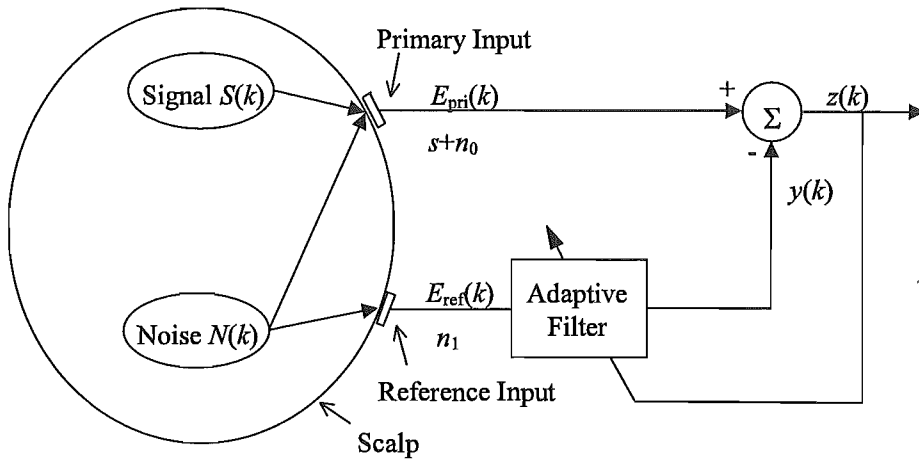 Primary Input
Signal S(k)
E_pri(k)
+
Σ
z(k)
s+n_0
-
y(k)
Noise N(k)
E_ref(k)
n_1
Adaptive
Filter
Reference Input
Scalp